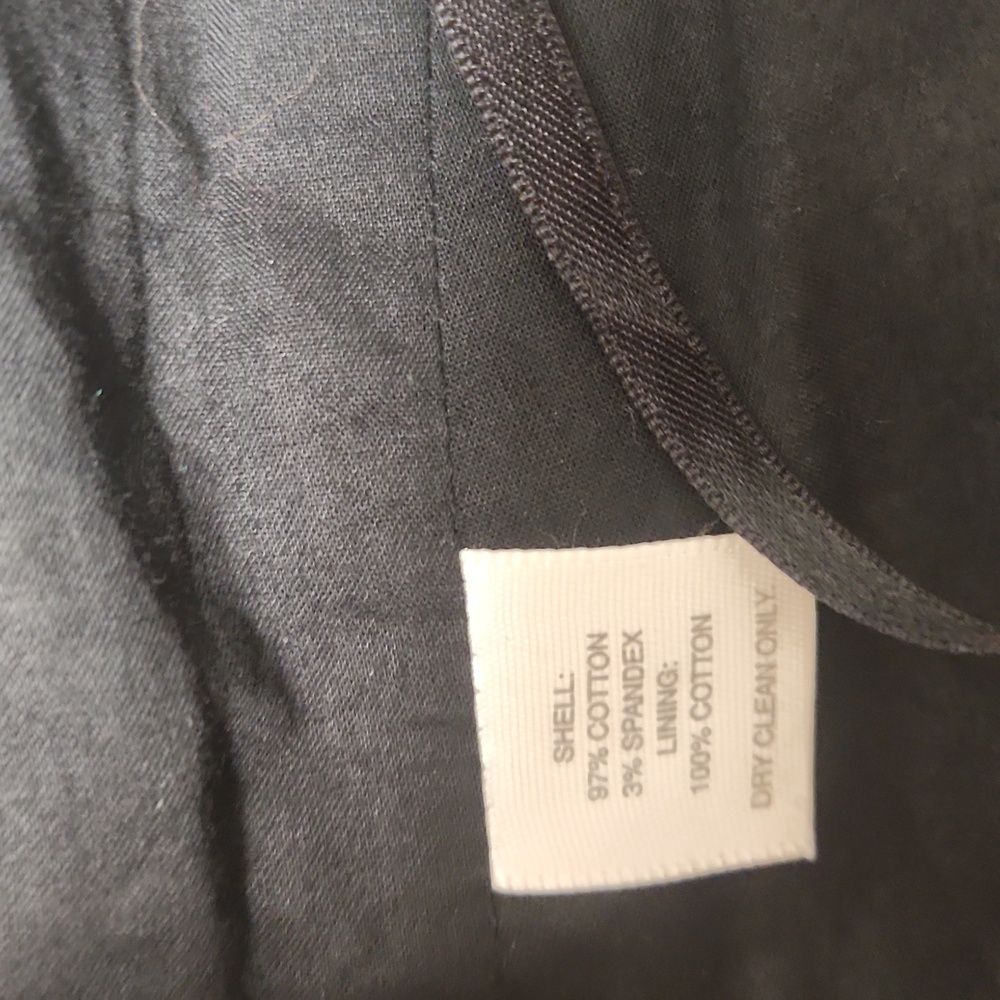 SHELL:
97% COTTON
3% SPANDEX
LINING:
100% COTTON
DRY CLEAN ONLY.